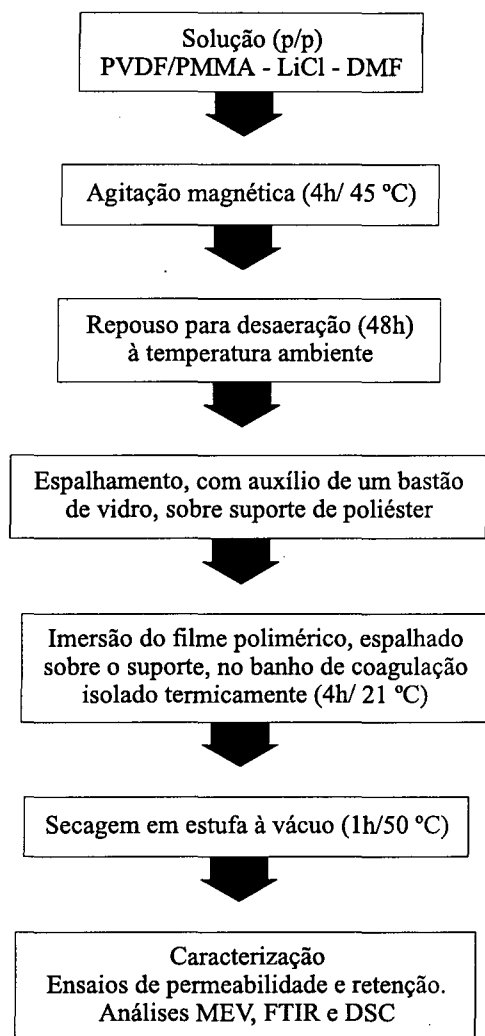 Solução (p/p)
PVDF/PMMA - LiCl - DMF
Agitação magnética (4h/ 45 ºC)
Repouso para desaeração (48h)
à temperatura ambiente
Espalhamento, com auxílio de um bastão
de vidro, sobre suporte de poliéster
Imersão do filme polimérico, espalhado
sobre o suporte, no banho de coagulação
isolado termicamente (4h/ 21 ºC)
Secagem em estufa à vácuo (1h/50 ºC)
Caracterização
Ensaios de permeabilidade e retenção.
Análises MEV, FTIR e DSC